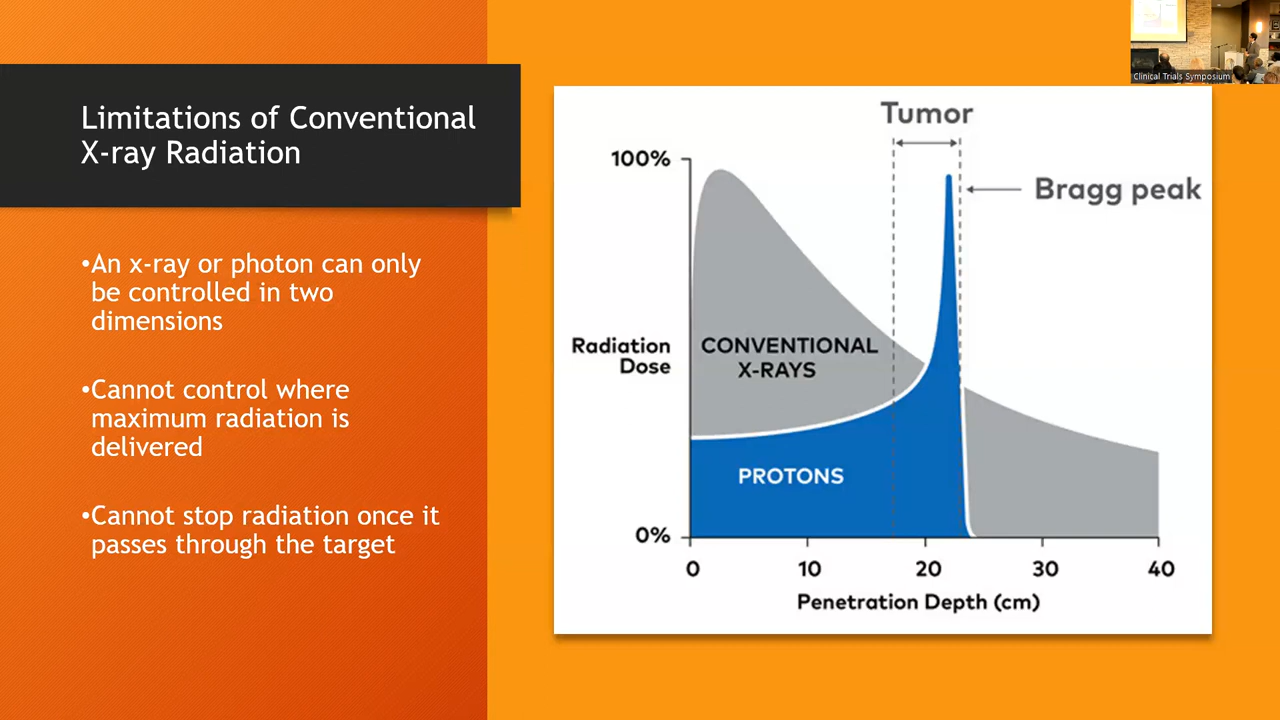 Clinical Trials Symposium
Limitations of Conventional
X-ray Radiation
•An x-ray or photon can only
be controlled in two
dimensions
•Cannot control where
maximum radiation is
delivered
•Cannot stop radiation once it
passes through the target
Tumor
100%
Bragg peak
Radiation
Dose
CONVENTIONAL
X-RAYS
PROTONS
0%
0 10 20 30 40
Penetration Depth (cm)